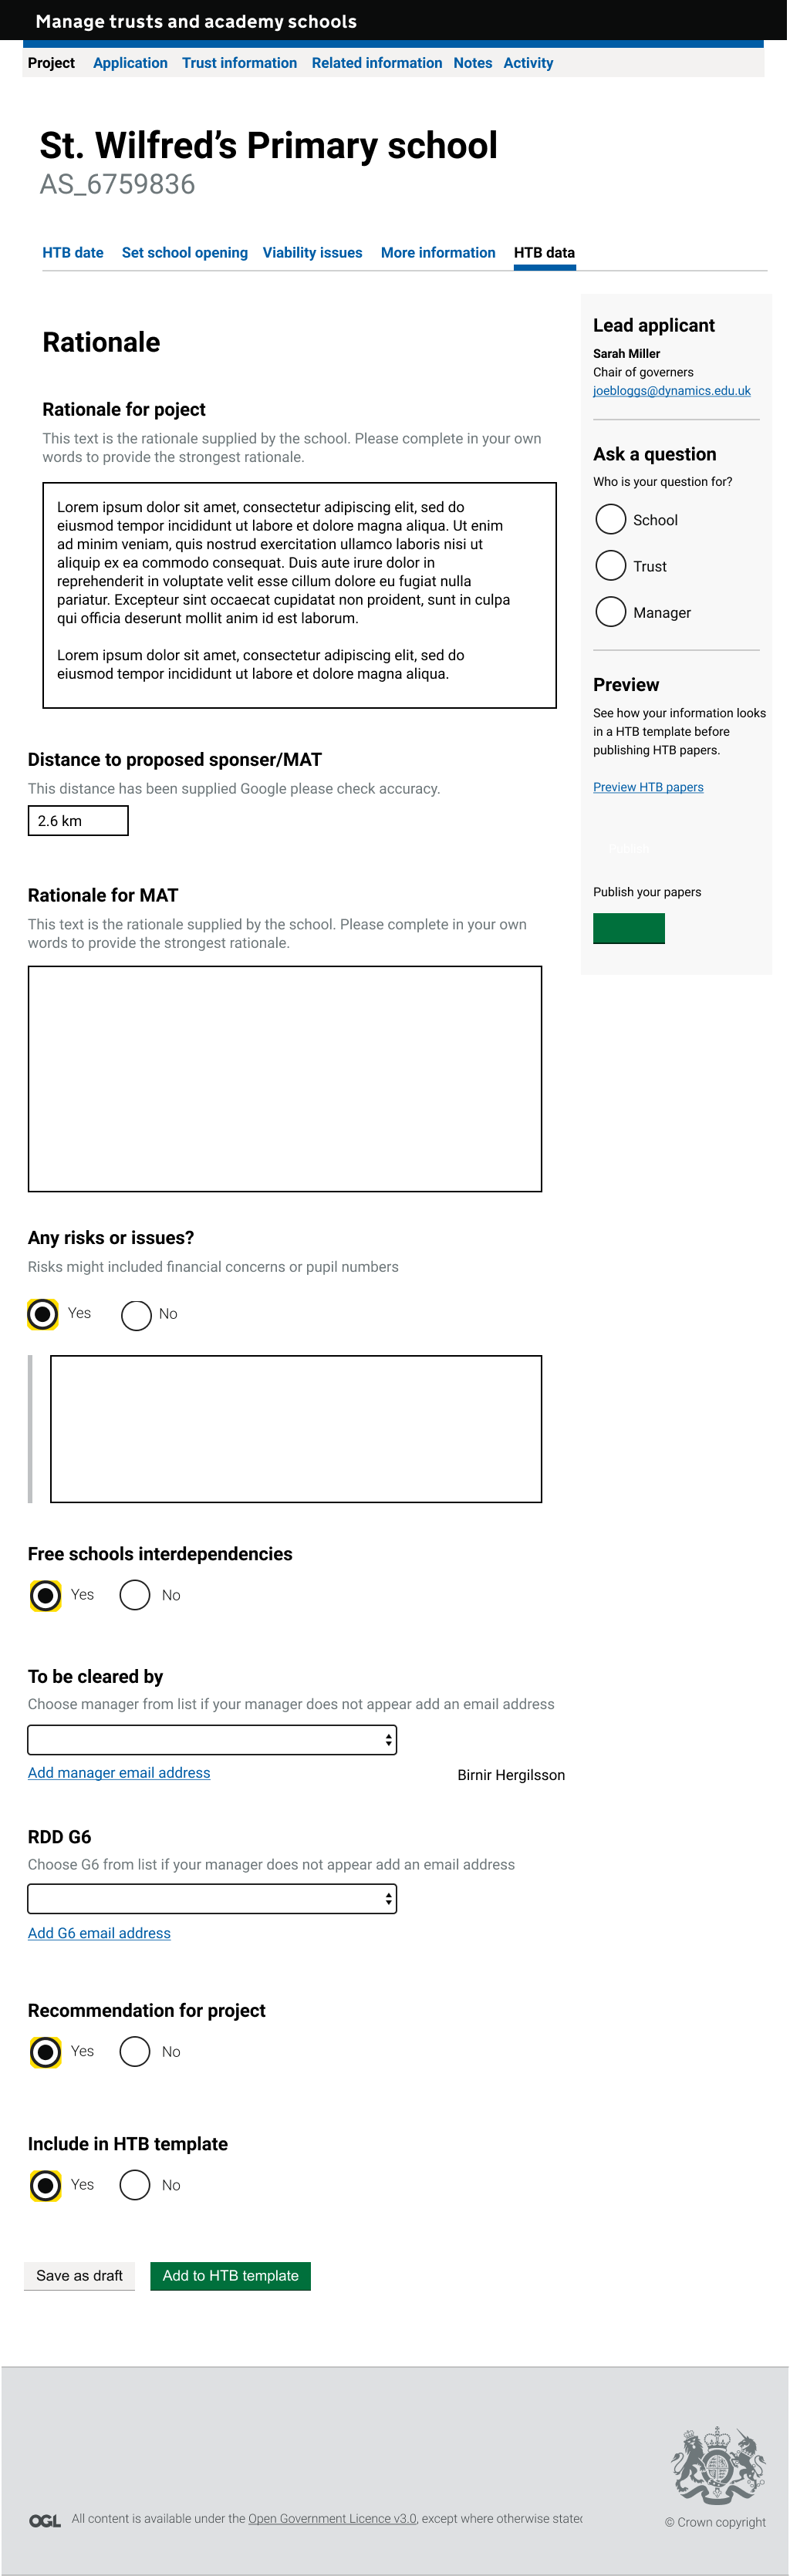 Manage trusts and academy schools
Project Application Trust information Related information Notes Activity
St. Wilfred’s Primary school
AS_6759836
HTB date Set school opening Viability issues More information HTB data
Rationale
Rationale for poject
This text is the rationale supplied by the school. Please complete in your own
words to provide the strongest rationale.
Lorem ipsum dolor sit amet, consectetur adipiscing elit, sed do
eiusmod tempor incididunt ut labore et dolore magna aliqua. Ut enim
ad minim veniam, quis nostrud exercitation ullamco laboris nisi ut
aliquip ex ea commodo consequat. Duis aute irure dolor in
reprehenderit in voluptate velit esse cillum dolore eu fugiat nulla
pariatur. Excepteur sint occaecat cupidatat non proident, sunt in culpa
qui officia deserunt mollit anim id est laborum.
Lorem ipsum dolor sit amet, consectetur adipiscing elit, sed do
eiusmod tempor incididunt ut labore et dolore magna aliqua.
Distance to proposed sponser/MAT
This distance has been supplied Google please check accuracy.
2.6 km
Rationale for MAT
This text is the rationale supplied by the school. Please complete in your own
words to provide the strongest rationale.
Any risks or issues?
Risks might included financial concerns or pupil numbers
Yes No
Free schools interdependencies
Yes No
To be cleared by
Choose manager from list if your manager does not appear add an email address
Add manager email address
Birnir Hergilsson
RDD G6
Choose G6 from list if your manager does not appear add an email address
Add G6 email address
Recommendation for project
Yes No
Include in HTB template
Yes No
Save as draft Add to HTB template
Lead applicant
Sarah Miller
Chair of governers
joebloggs@dynamics.edu.uk
Ask a question
Who is your question for?
School
Trust
Manager
Preview
See how your information looks
in a HTB template before
publishing HTB papers.
Preview HTB papers
Publish
Publish your papers
OGL All content is available under the Open Government Licence v3.0, except where otherwise stated
© Crown copyright